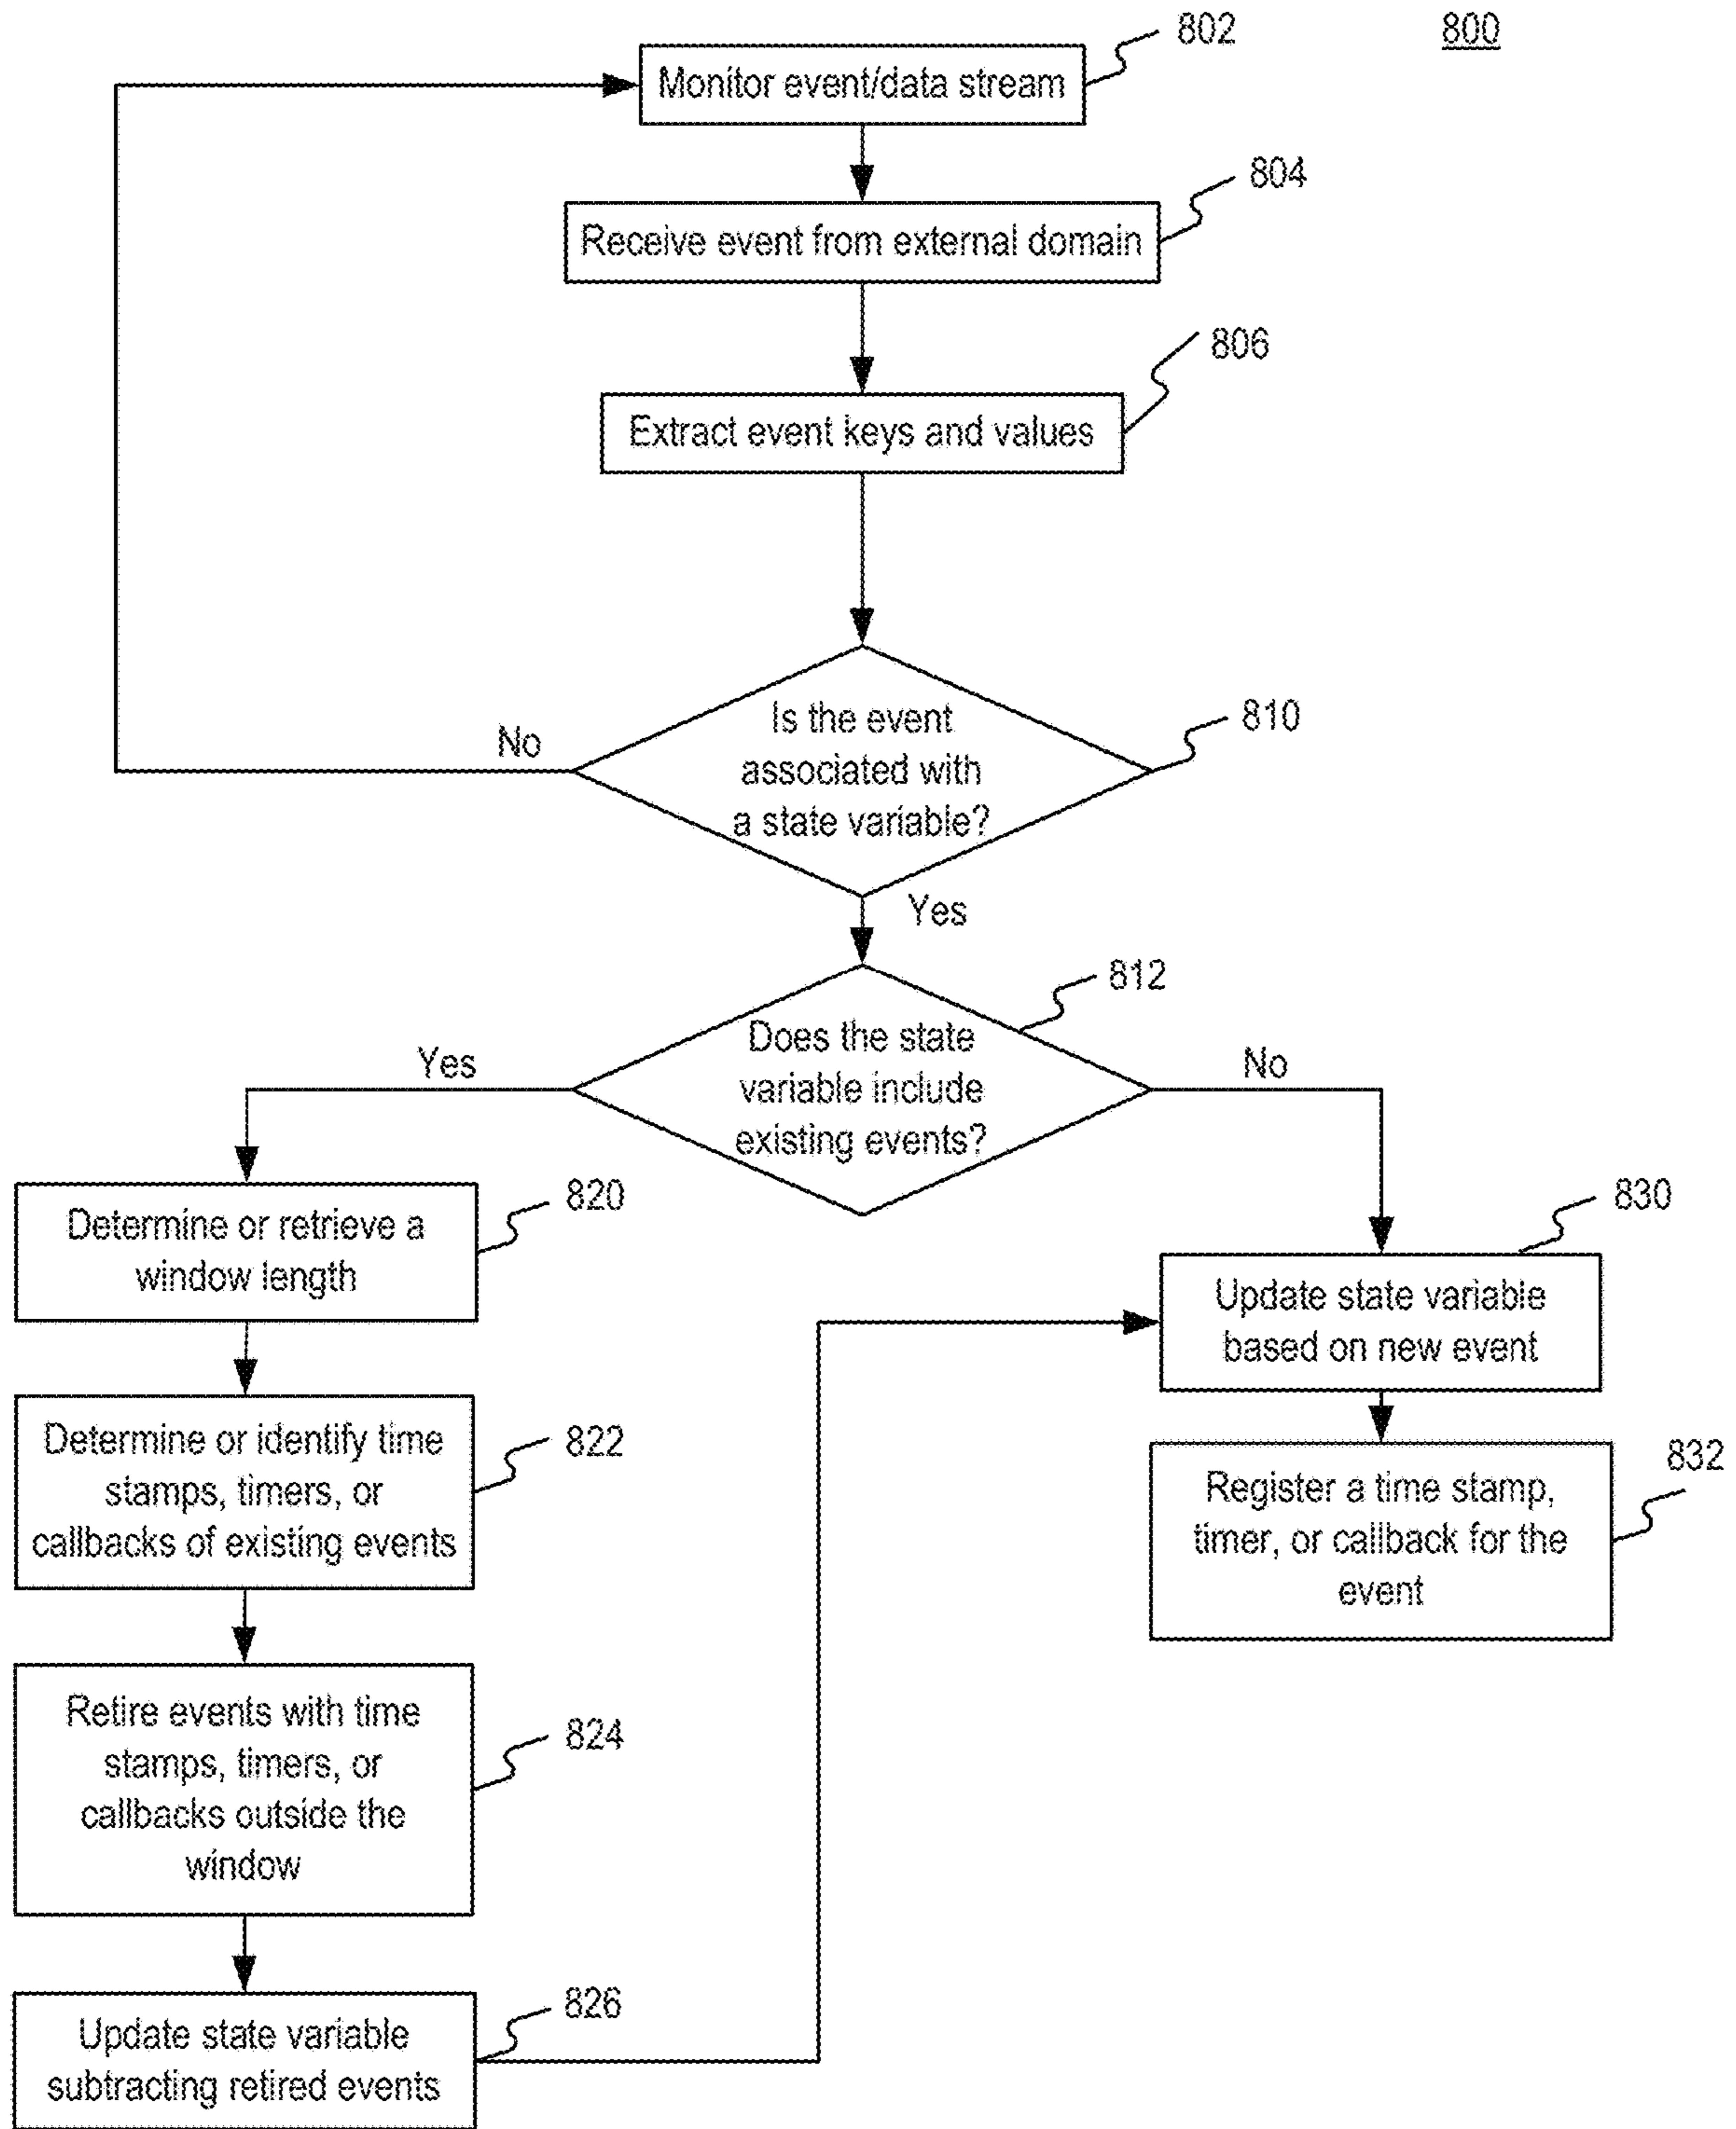 802
800
Monitor event/data stream
804
Receive event from external domain
806
Extract event keys and values
Is the event
associated with
a state variable?
810
No
Yes
812
Does the state
variable include
existing events?
Yes
No
820
Determine or retrieve a
window length
830
Update state variable
based on new event
822
Determine or identify time
stamps, timers, or
callbacks of existing events
832
Register a time stamp,
timer, or callback for the
event
824
Retire events with time
stamps, timers, or
callbacks outside the
window
826
Update state variable
subtracting retired events